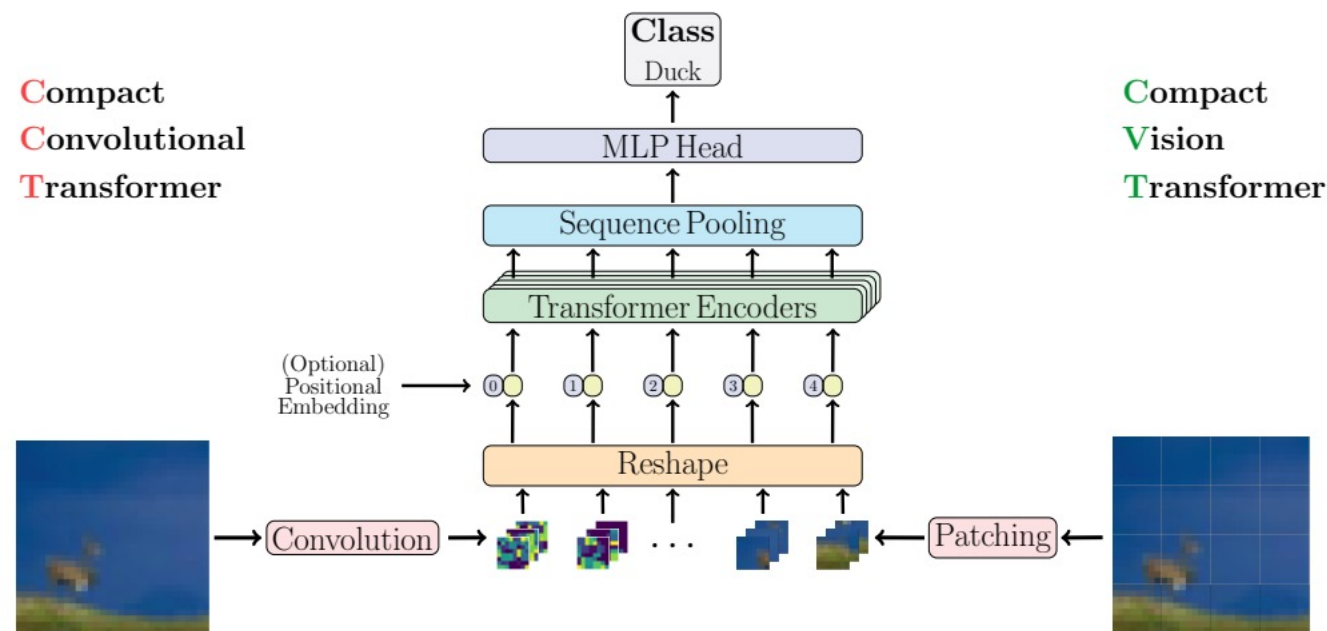 Class
Duck
Compact
Convolutional
Transformer
Compact
Vision
Transformer
MLP Head
Sequence Pooling
Transformer Encoders
(Optional)
Positional
Embedding
0 1 2 3 4
Reshape
Convolution
. . .
Patching